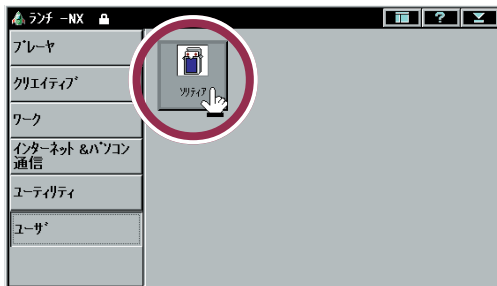 ランチ -NX
?
プレーヤ
クリエイティブ
ワーク
インターネット &パソコン
通信
ユーティリティ
ユーザ
ソリティア